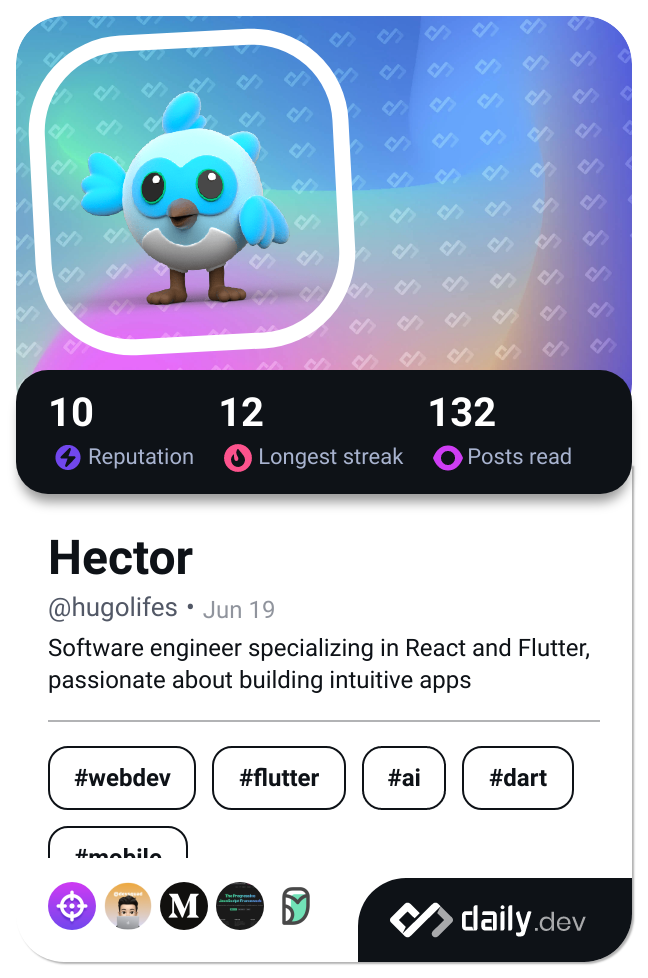 10 12 132
Reputation Longest streak Posts read
Hector
@hugolifes • Jun 19
Software engineer specializing in React and Flutter,
passionate about building intuitive apps
#webdev #flutter #ai #dart
#mobile
M
daily.dev